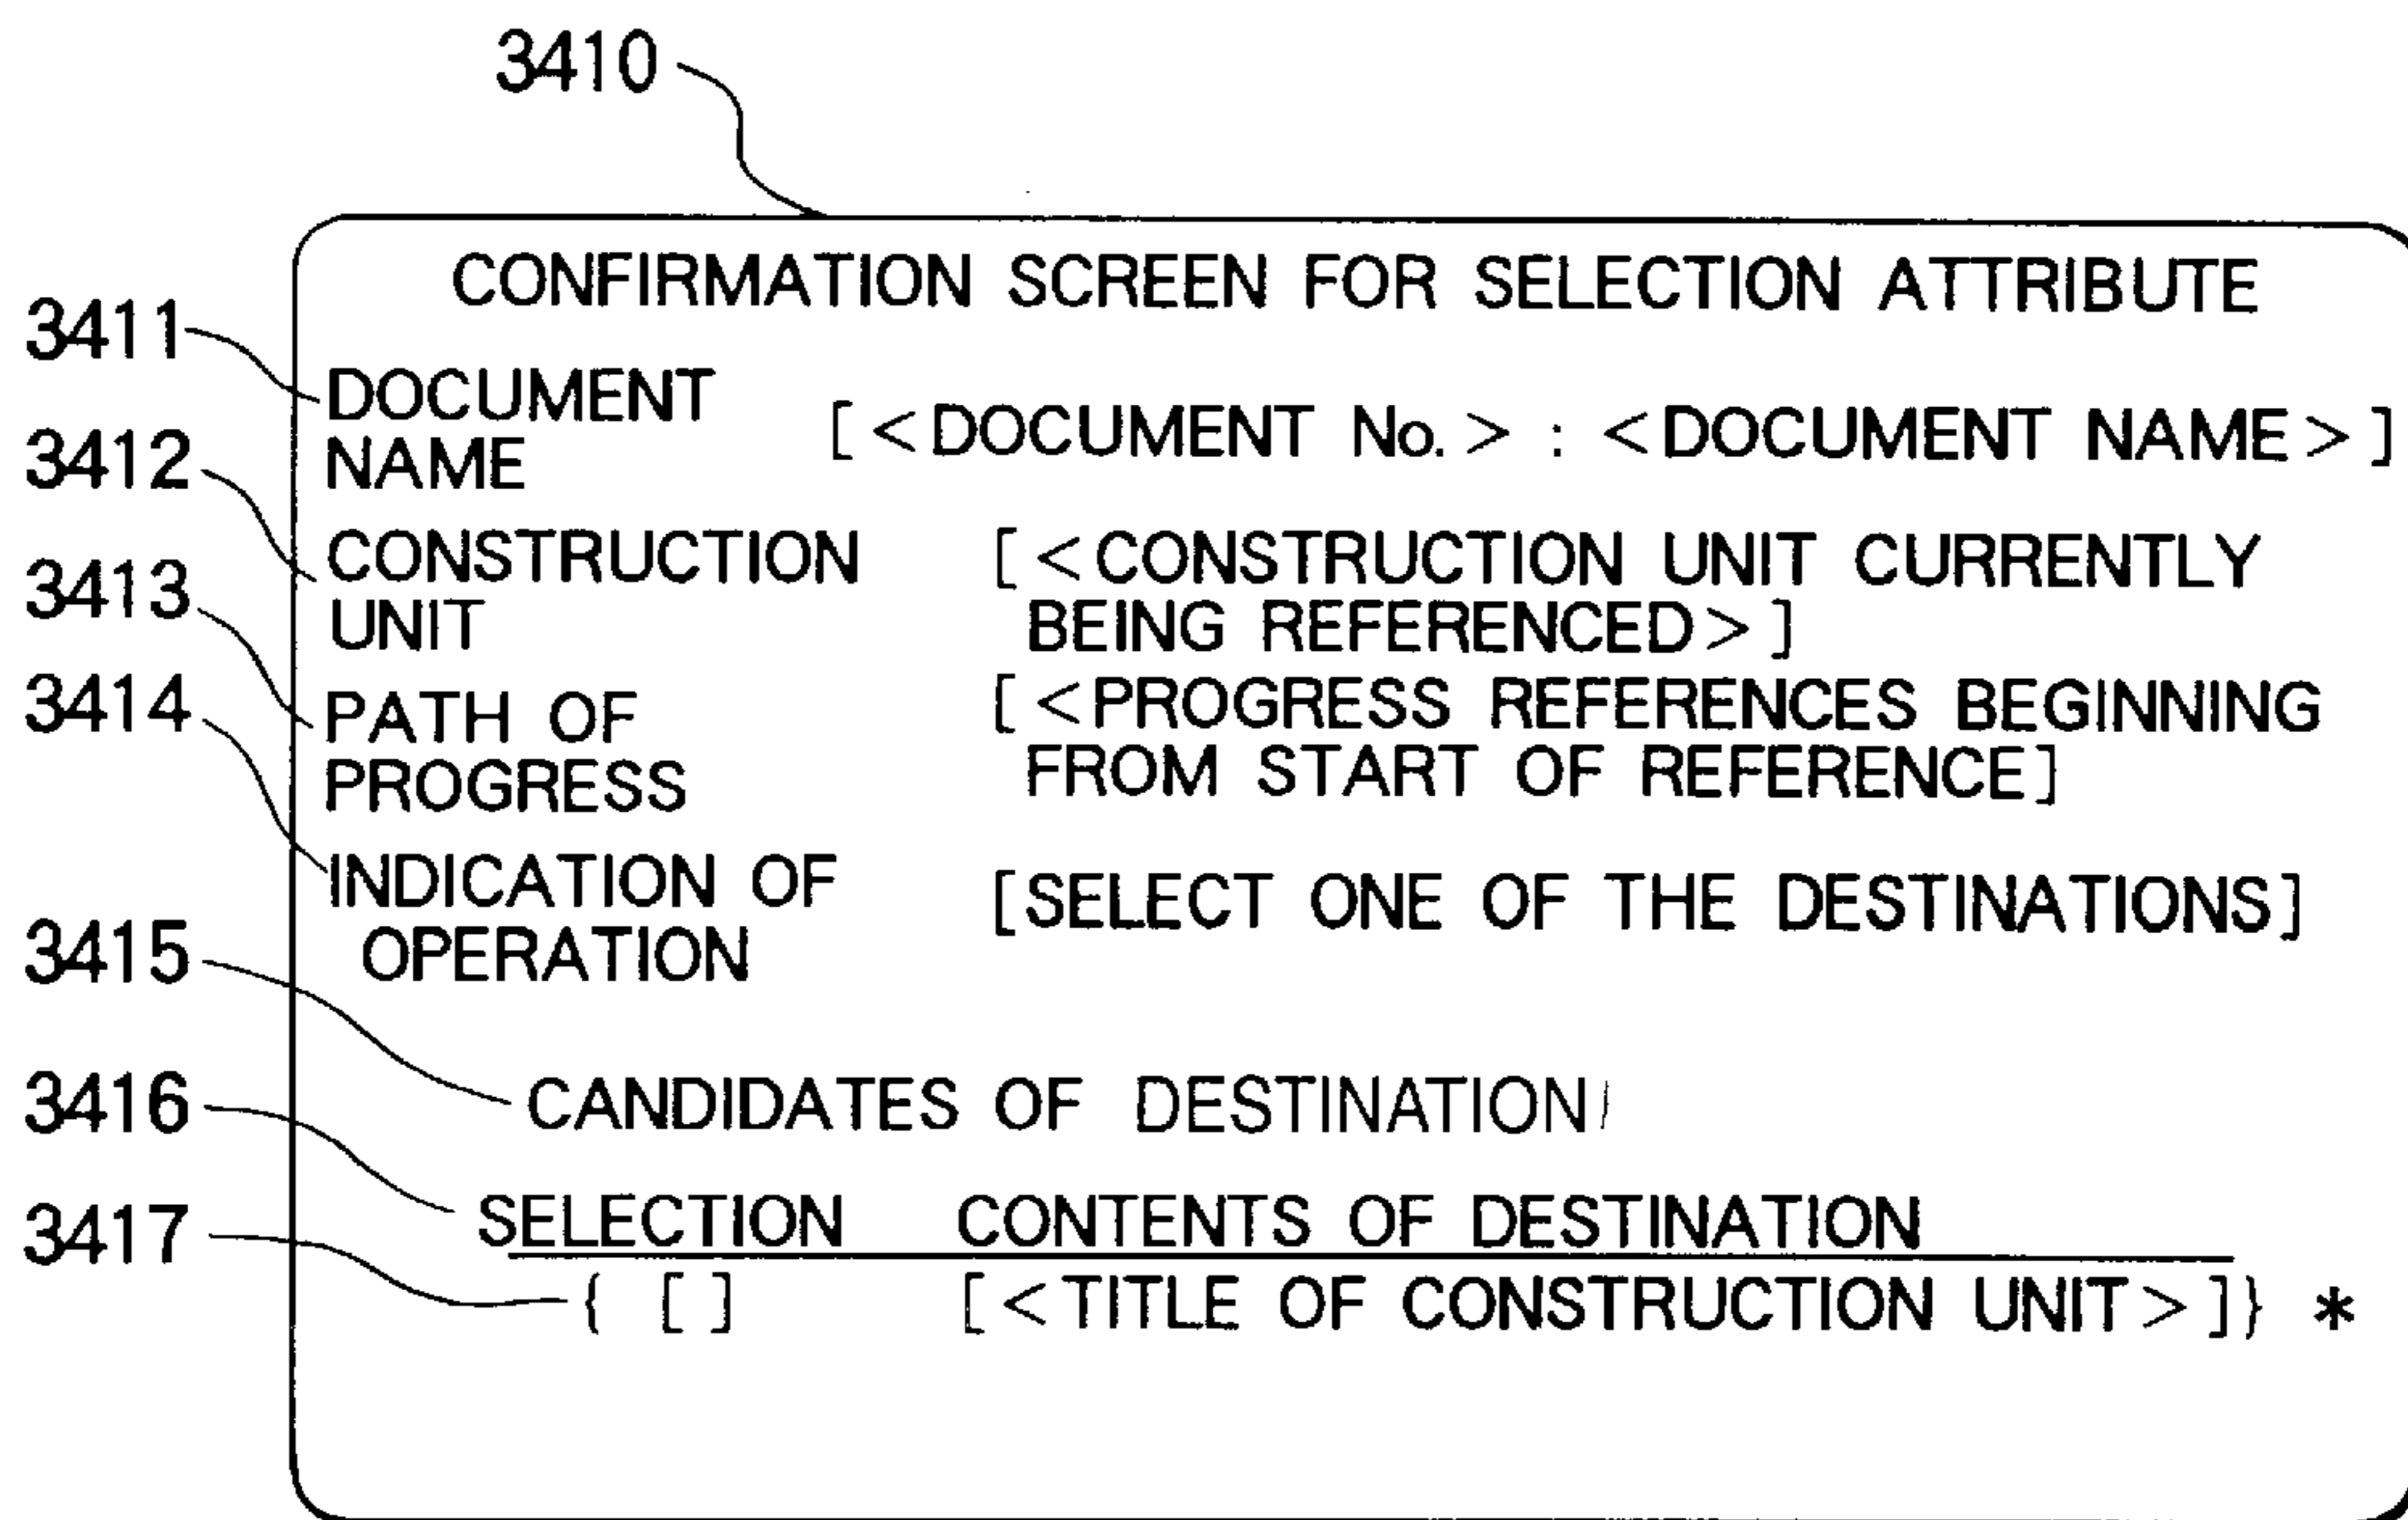 3410
CONFIRMATION SCREEN FOR SELECTION ATTRIBUTE
3411
DOCUMENT
NAME
[<DOCUMENT No.> : <DOCUMENT NAME>]
3412
CONSTRUCTION
UNIT
[<CONSTRUCTION UNIT CURRENTLY
BEING REFERENCED>]
3413
PATH OF
PROGRESS
[<PROGRESS REFERENCES BEGINNING
FROM START OF REFERENCE]
3414
INDICATION OF
OPERATION
[SELECT ONE OF THE DESTINATIONS]
3415
CANDIDATES OF DESTINATION
3416
SELECTION CONTENTS OF DESTINATION
3417
{ [ ] [<TITLE OF CONSTRUCTION UNIT>]} *